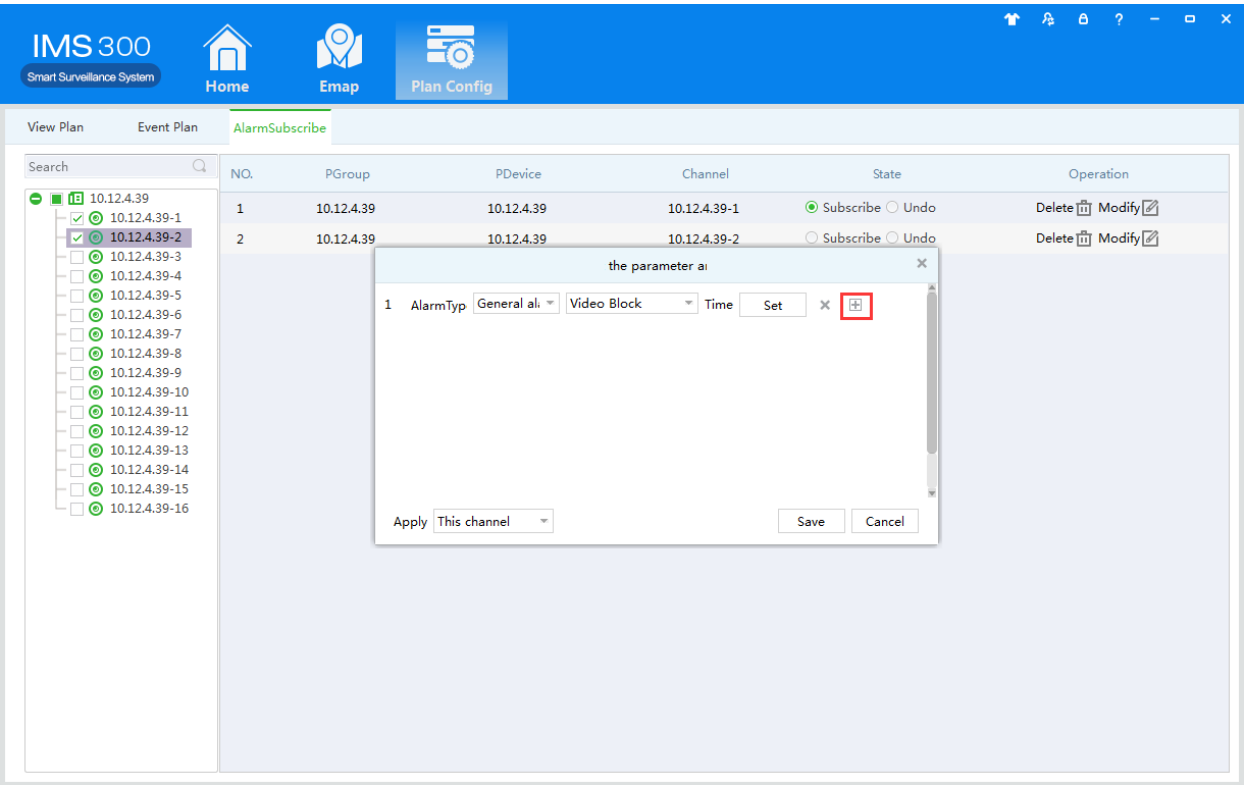 IMS 300
Smart Surveillance System
Home
Emap
Plan Config
?
View Plan Event Plan AlarmSubscribe
Search
10.12.4.39
10.12.4.39-1
10.12.4.39-2
10.12.4.39-3
10.12.4.39-4
10.12.4.39-5
10.12.4.39-6
10.12.4.39-7
10.12.4.39-8
10.12.4.39-9
10.12.4.39-10
10.12.4.39-11
10.12.4.39-12
10.12.4.39-13
10.12.4.39-14
10.12.4.39-15
10.12.4.39-16
NO. PGroup PDevice Channel State Operation
1 10.12.4.39 10.12.4.39 10.12.4.39-1 Subscribe Undo Delete Modify
2 10.12.4.39 10.12.4.39 10.12.4.39-2 Subscribe Undo Delete Modify
the parameter
1 AlarmTyp General Video Block Time Set
Apply This channel Save Cancel